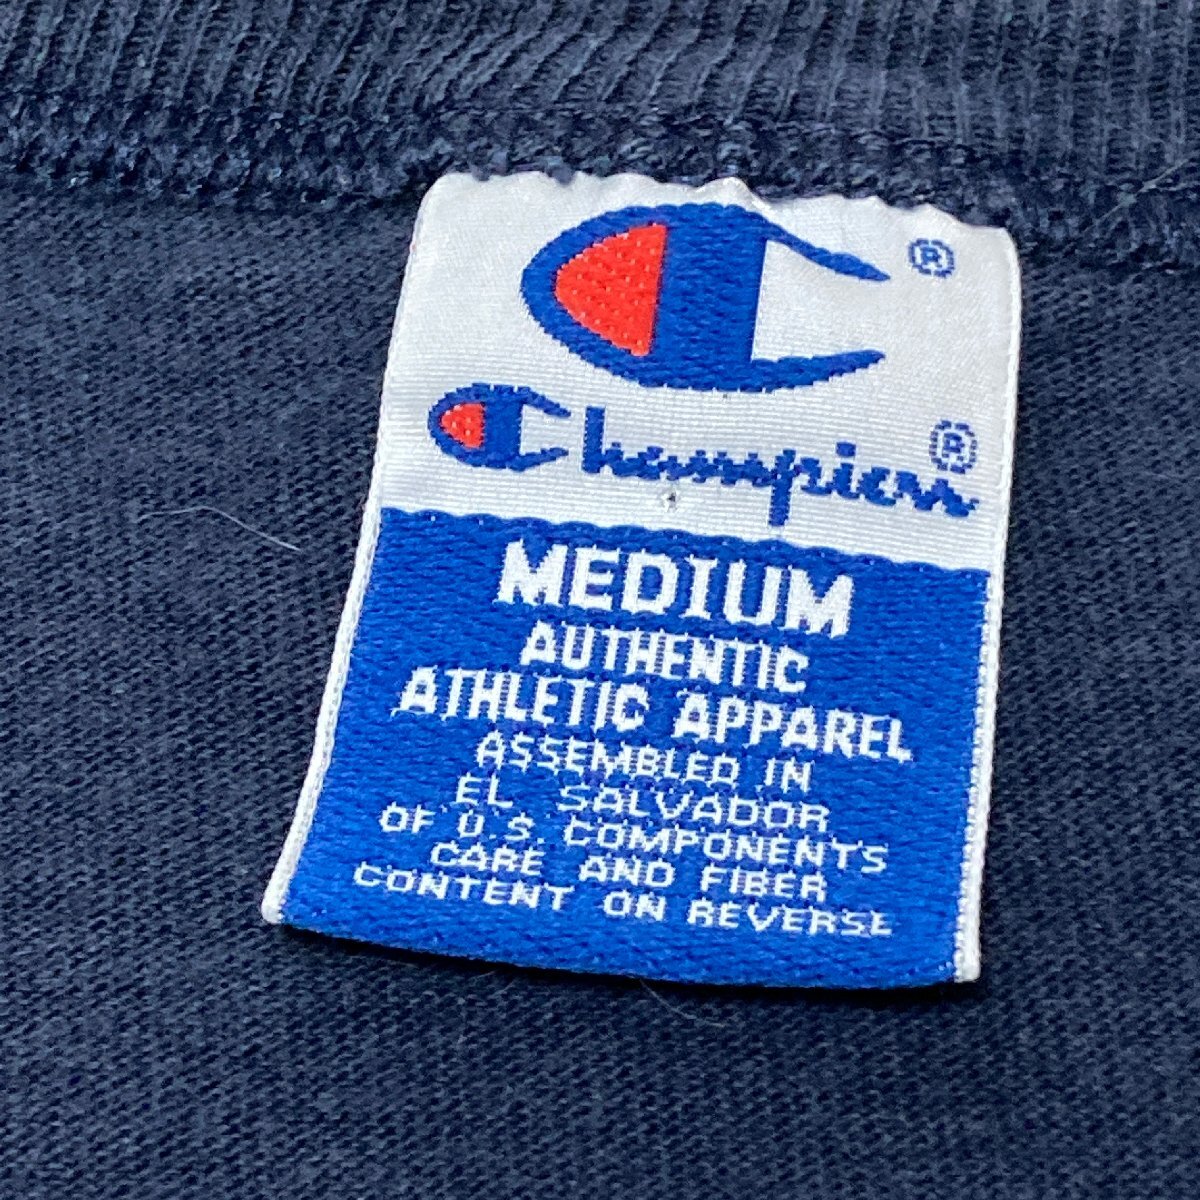 ®
Champion®
MEDIUM
AUTHENTIC
ATHLETIC APPAREL
ASSEMBLED IN
EL SALVADOR
OF U.S. COMPONENTS
CARE AND FIBER
CONTENT ON REVERSE